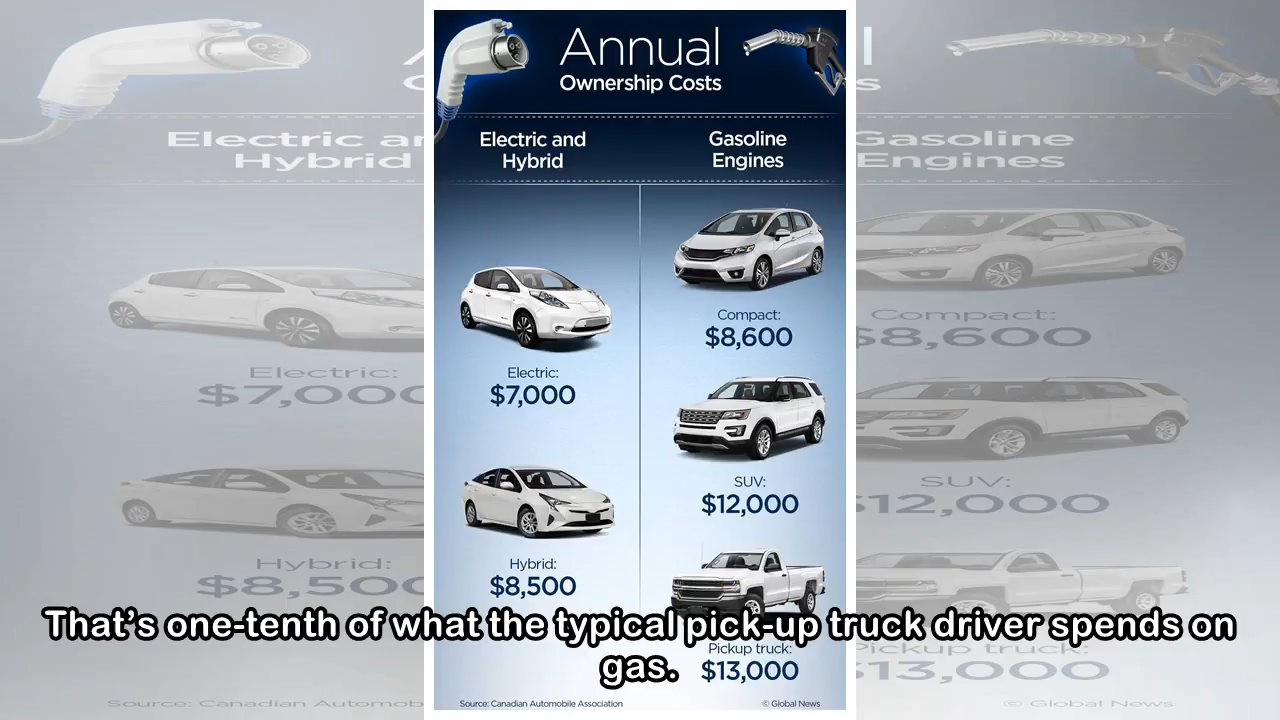 Annual
Ownership Costs
Electric and
Hybrid
Gasoline
Engines
Electric:
$7,000
Hybrid:
$8,500
Compact:
$8,600
SUV:
$12,000
Pickup truck:
$13,000
That's one-tenth of what the typical pick-up truck driver spends on
gas.
Source: Canadian Automobile Association
© Global News